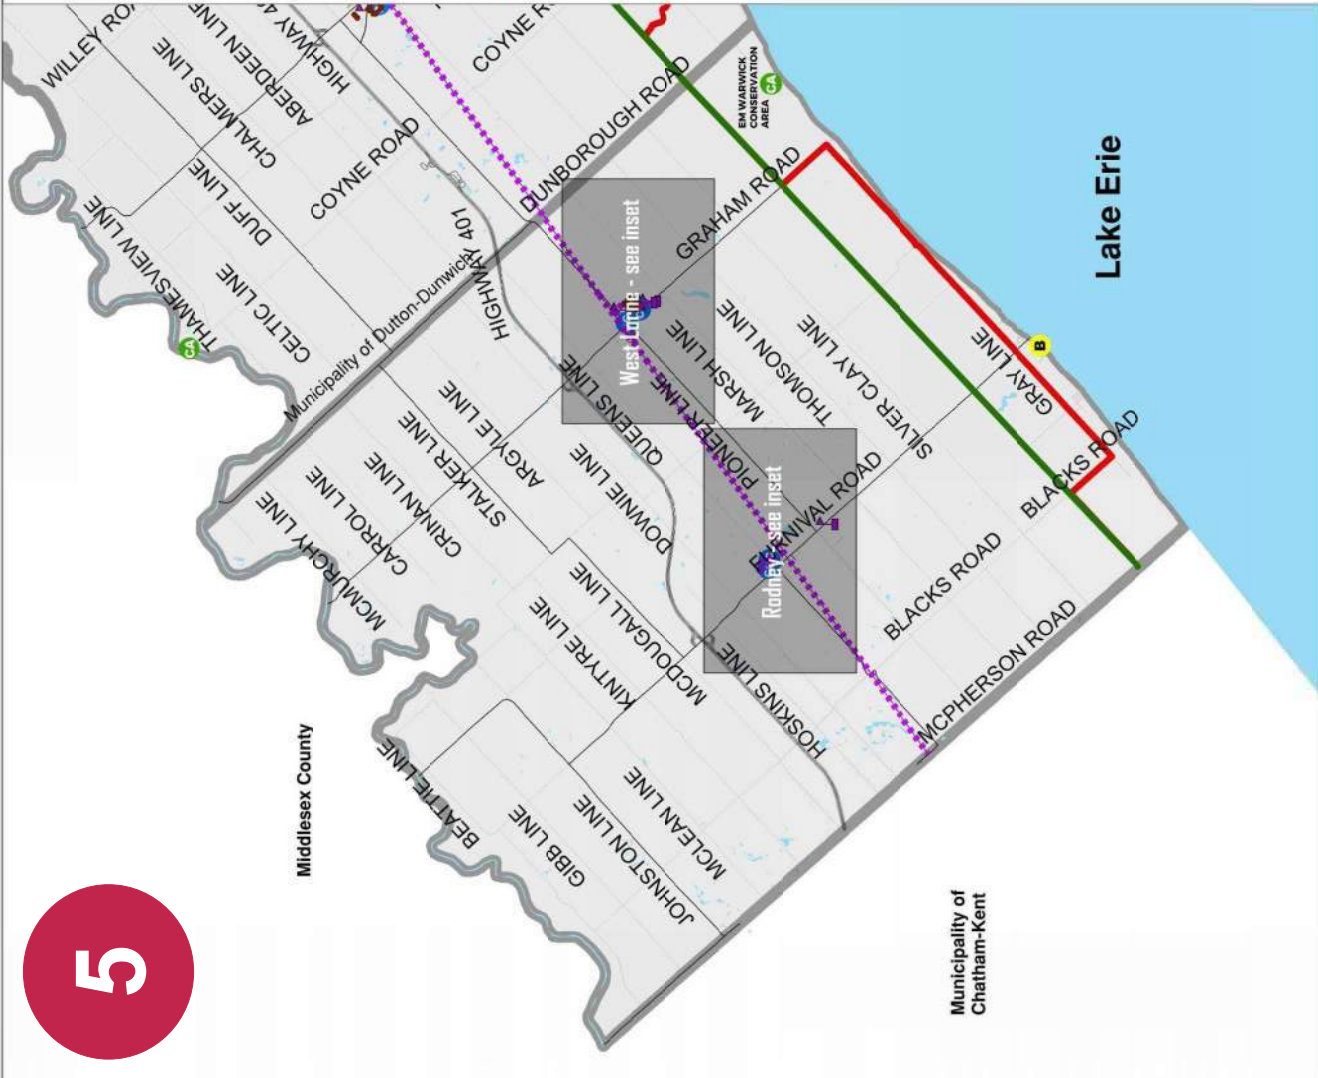 5
WILLEY ROA
CHALMERS LINE
ABERDEEN LINE
HIGHWAY 40
COYNE R
EM WARWICK
CONSERVATION
AREA
CA
DUNBOROUGH ROAD
COYNE ROAD
DUFF LINE
THAMESVIEW LINE
CELTIC LINE
CA
HIGHWAY 401
Municipality of Dutton-Dunwich
West Lorne - see inset
GRAHAM ROAD
Lake Erie
MARSH LINE
THOMSON LINE
SILVER CLAY LINE
GRAY LINE
B
QUEENS LINE
PIONEER LINE
ARGYLE LINE
STALKER LINE
CRINAN LINE
CARROL LINE
MCMURCHY LINE
DOWNIE LINE
Rodney - see inset
FURNIVAL ROAD
BLACKS ROAD
BLACKS ROAD
MCPHERSON ROAD
KINTYRE LINE
MCDOUGALL LINE
HOSKINS LINE
Middlesex County
BEATTIE LINE
GIBB LINE
JOHNSTON LINE
MCLEAN LINE
Municipality of
Chatham-Kent